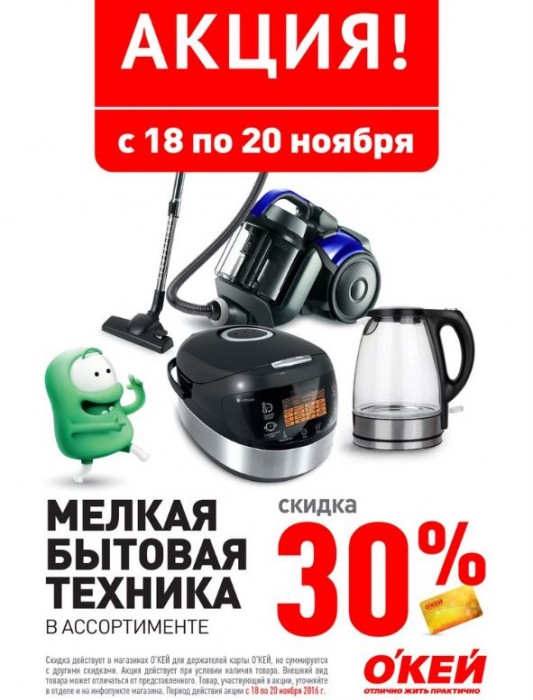 АКЦИЯ!
с 18 по 20 ноября
МЕЛКАЯ
БЫТОВАЯ
ТЕХНИКА
В АССОРТИМЕНТЕ
скидка
30%
О'КЕЙ
Скидка действует в магазинах О'КЕЙ для держателей карты О'КЕЙ, но суммируется
с другими скидками. Акция действует при условии наличия товара. Внешний вид
товара может отличаться от представленного. Товар, участвующий в акции, уточняйте
в отделе и на инфопункте магазина. Период действия акции с 18 по 20 ноября 2016 г.
О'КЕЙ
ОТЛИЧНО ЖИТЬ ПРАКТИЧНО